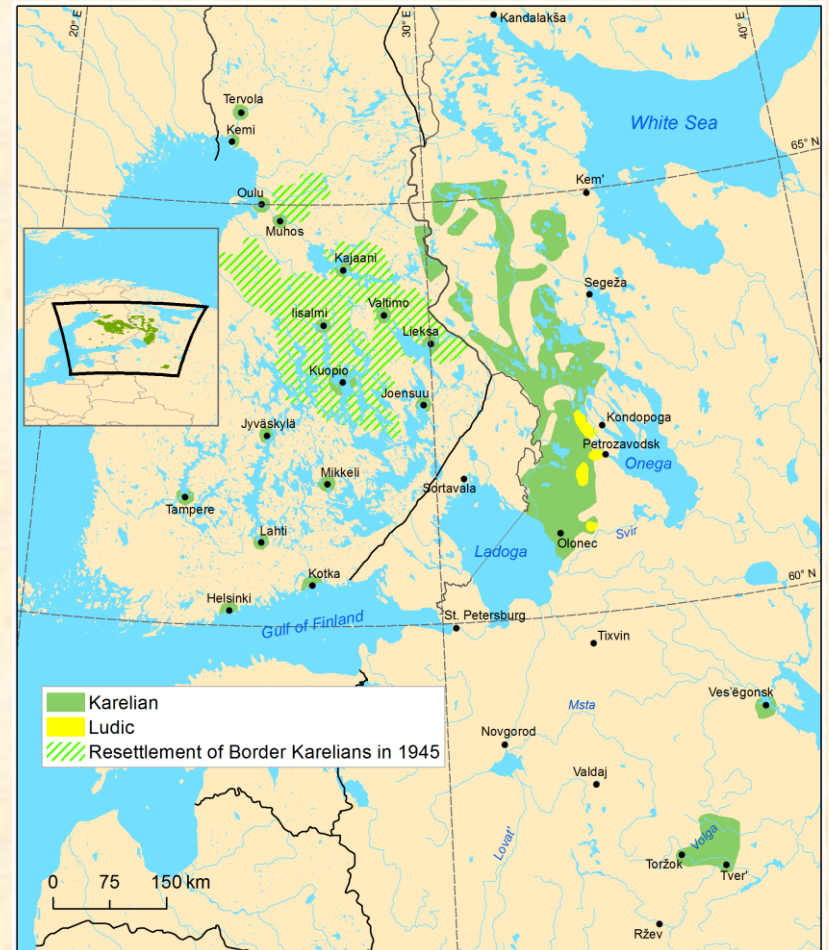 20° E
30° E
40° E
Kandalakša
Tervola
Kemi
White Sea
65° N
Kem'
Oulu
Muhos
Kajaani
Segeža
Iisalmi
Valtimo
Lieksa
Kuopio
Joensuu
Jyväskylä
Kondopoga
Petrozavodsk
Onega
Mikkeli
Sortavala
Tampere
Lahti
Olonec
Svir
Ladoga
Kotka
60° N
Helsinki
Gulf of Finland
St. Petersburg
Tixvin
Karelian
Ludic
Resettlement of Border Karelians in 1945
Msta
Ves'ëgonsk
Novgorod
Valdaj
Lovat'
Volga
Toržok
Tver'
0 75 150 km
Ržev